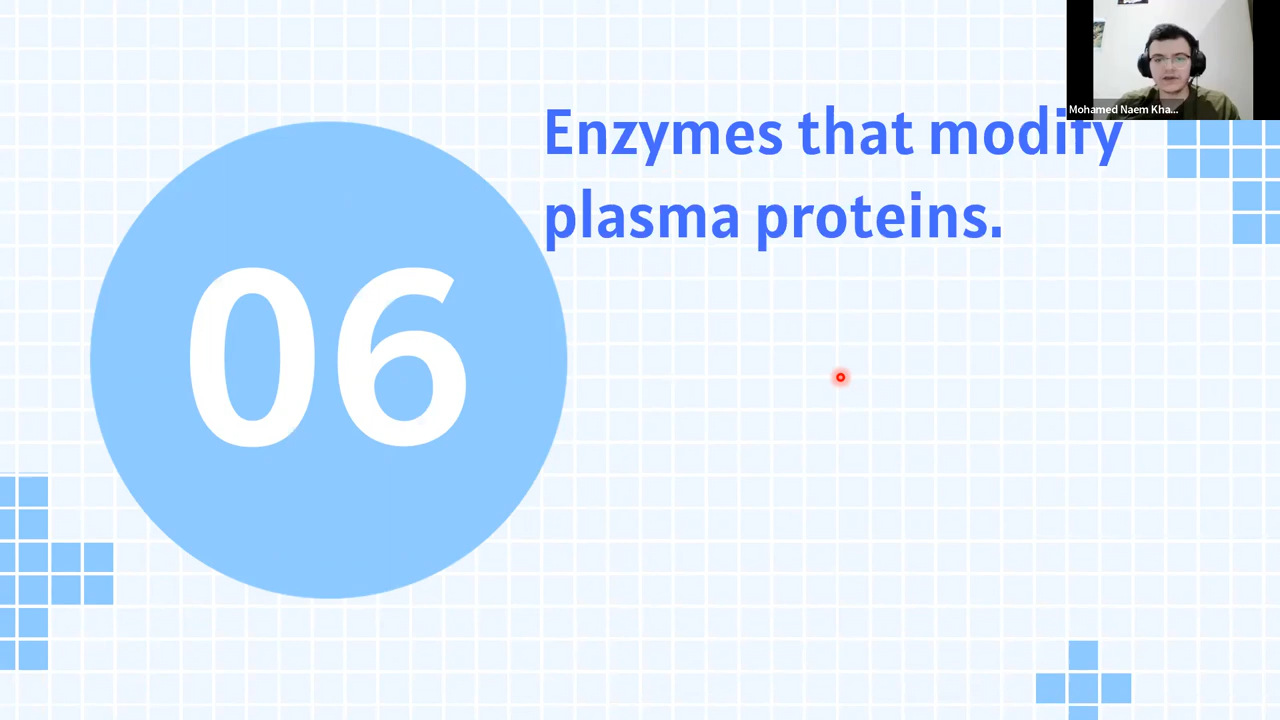 Mohamed Naem Kha...
Enzymes that modify
plasma proteins.
06